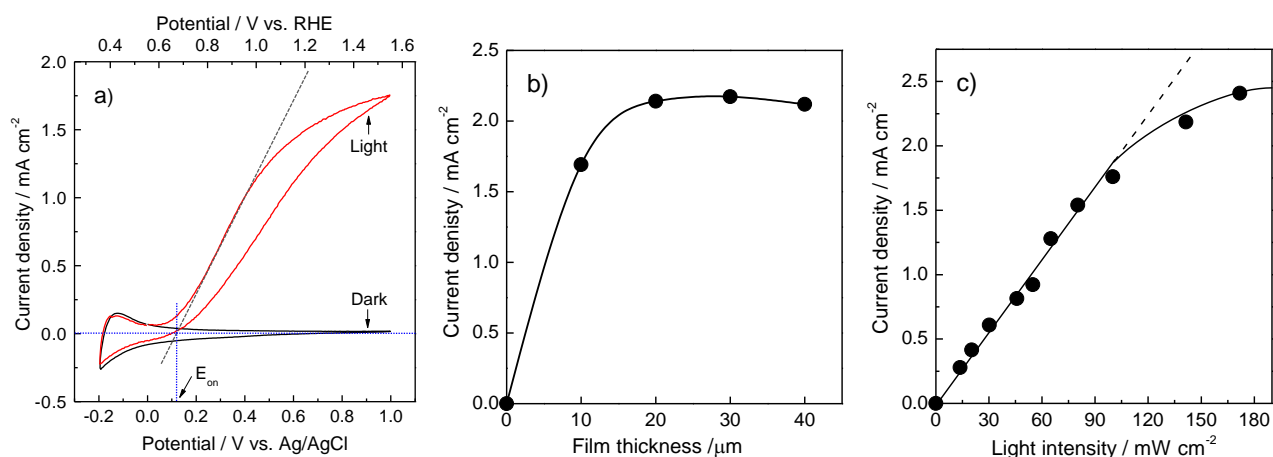 Potential / V vs. RHE
0.4 0.6 0.8 1.0 1.2 1.4 1.6
a)
Current density / mA cm-2
2.0
1.5
1.0
0.5
0.0
-0.5
Light
Dark
Eon
-0.2 0.0 0.2 0.4 0.6 0.8 1.0
Potential / V vs. Ag/AgCl
b)
Current denisty / mA cm-2
2.5
2.0
1.5
1.0
0.5
0.0
0 10 20 30 40
Film thickness /μm
c)
Current density / mA cm-2
2.5
2.0
1.5
1.0
0.5
0.0
0 30 60 90 120 150 180
Light intensity / mW cm-2